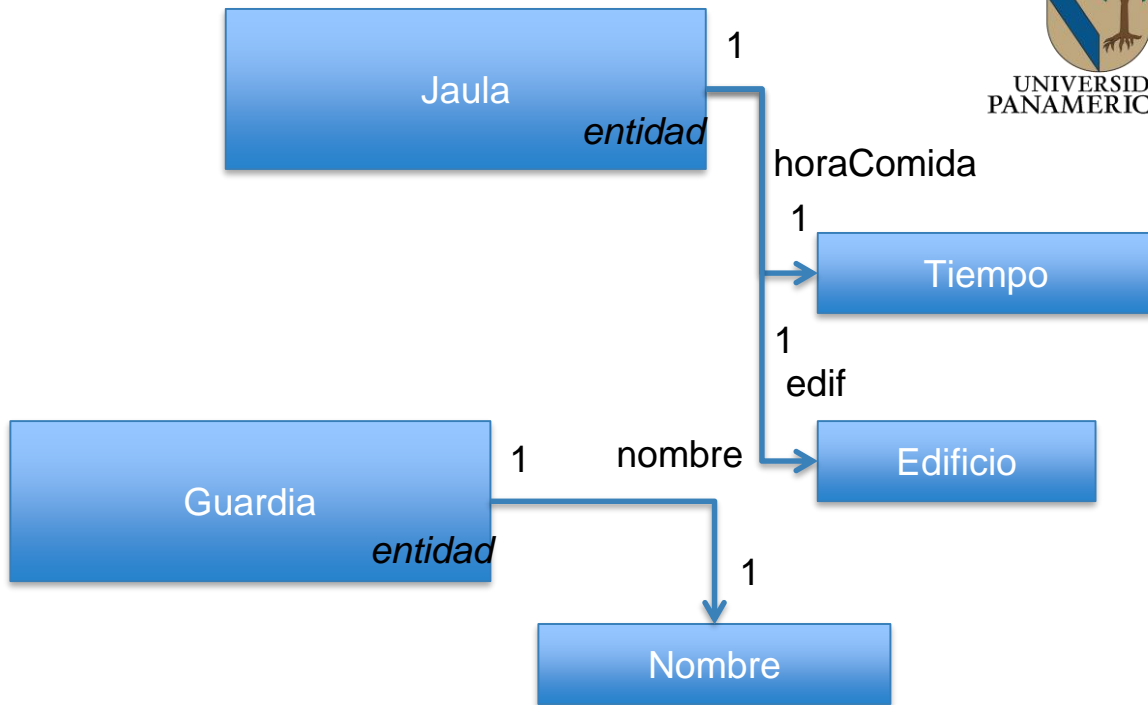 1
Jaula
entidad
horaComida
1
Tiempo
1
edif
Edificio
1
nombre
Guardia
entidad
1
Nombre